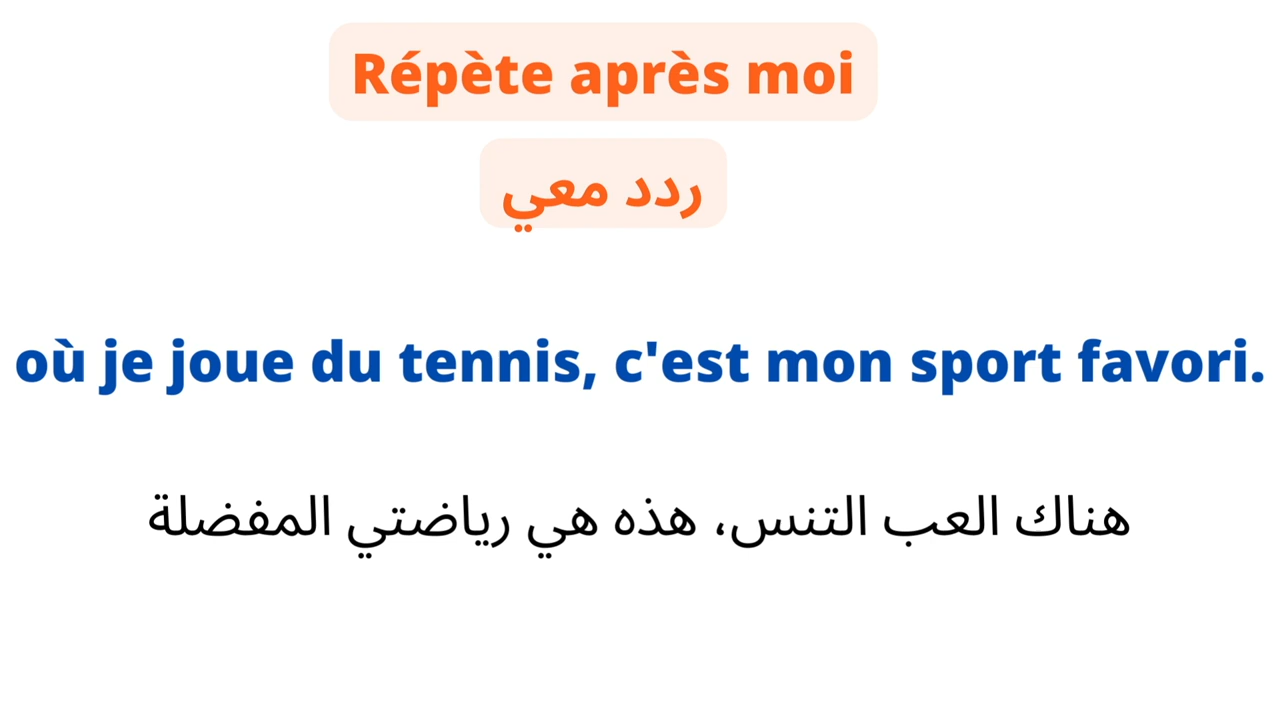 Répète après moi
ردد معي
où je joue du tennis, c'est mon sport favori.
هناك العب التنس، هذه هي رياضتي المفضلة